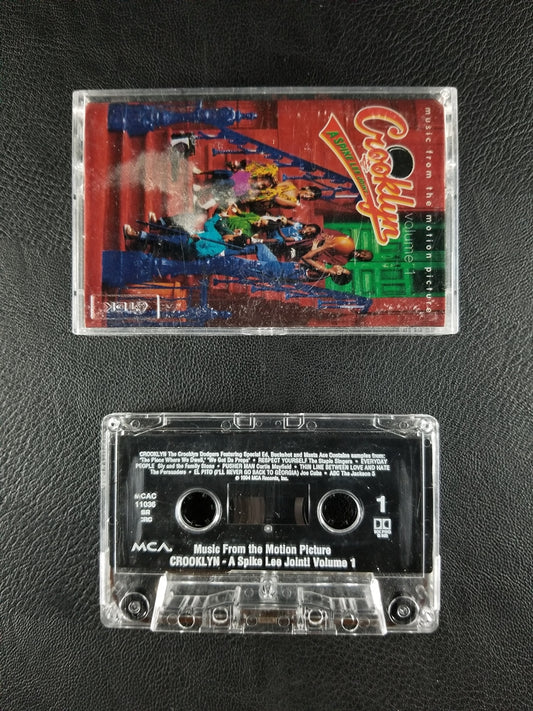 music from the motion picture
Crooklyn
volume 1
CROOKLYN The Crooklyn Dodgers Featuring Special Ed, Buckshot and Masta Ace Contains samples from:
"The Place Where We Dwell," "We Got Da Props" • RESPECT YOURSELF The Staple Singers • EVERYDAY
PEOPLE Sly and the Family Stone • PUSHER MAN Curtis Mayfield • THIN LINE BETWEEN LOVE AND HATE
The Persuaders • EL PITO (I'LL NEVER GO BACK TO GEORGIA) Joe Cuba • ABC The Jackson 5
© 1994 MCA Records, Inc.
MCAC
11036
SR
1
DX PRO
B NR
MCA
Music From the Motion Picture
CROOKLYN - A Spike Lee Joint! Volume 1